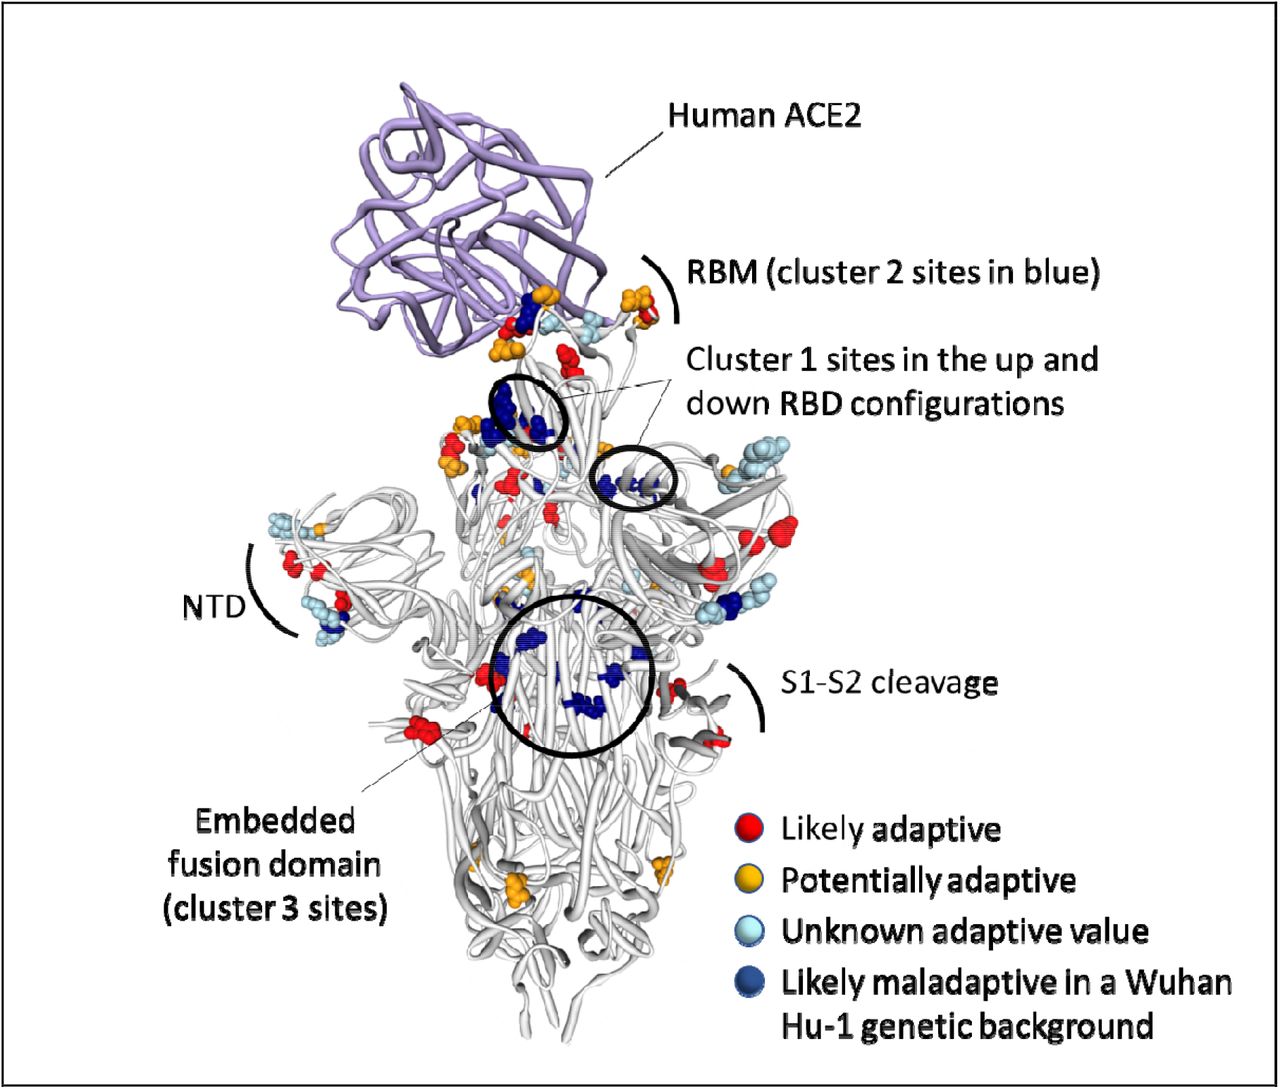 Human ACE2
RBM (cluster 2 sites in blue)
Cluster 1 sites in the up and
down RBD configurations
NTD
S1-S2 cleavage
Embedded
fusion domain
(cluster 3 sites)
Likely adaptive
Potentially adaptive
Unknown adaptive value
Likely maladaptive in a Wuhan
Hu-1 genetic background